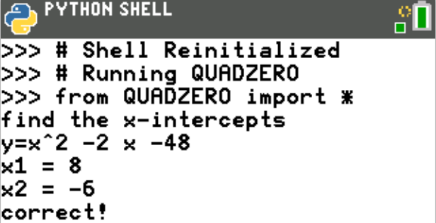 PYTHON SHELL
>>> # Shell Reinitialized
>>> # Running QUADZERO
>>> from QUADZERO import *
find the x-intercepts
y=x^2 -2 x -48
x1 = 8
x2 = -6
correct!